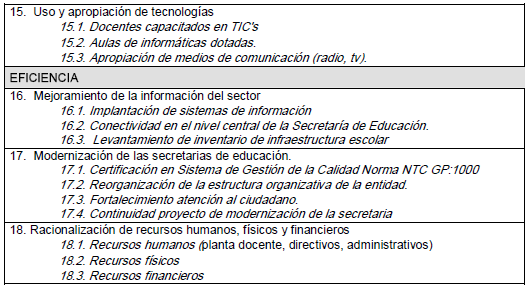 15. Uso y apropiación de tecnologías
15.1. Docentes capacitados en TIC's
15.2. Aulas de informáticas dotadas.
15.3. Apropiación de medios de comunicación (radio, tv).
EFICIENCIA
16. Mejoramiento de la información del sector
16.1. Implantación de sistemas de información
16.2. Conectividad en el nivel central de la Secretaría de Educación.
16.3. Levantamiento de inventario de infraestructura escolar
17. Modernización de las secretarias de educación.
17.1. Certificación en Sistema de Gestión de la Calidad Norma NTC GP:1000
17.2. Reorganización de la estructura organizativa de la entidad.
17.3. Fortalecimiento atención al ciudadano.
17.4. Continuidad proyecto de modernización de la secretaria
18. Racionalización de recursos humanos, físicos y financieros
18.1. Recursos humanos (planta docente, directivos, administrativos)
18.2. Recursos físicos
18.3. Recursos financieros